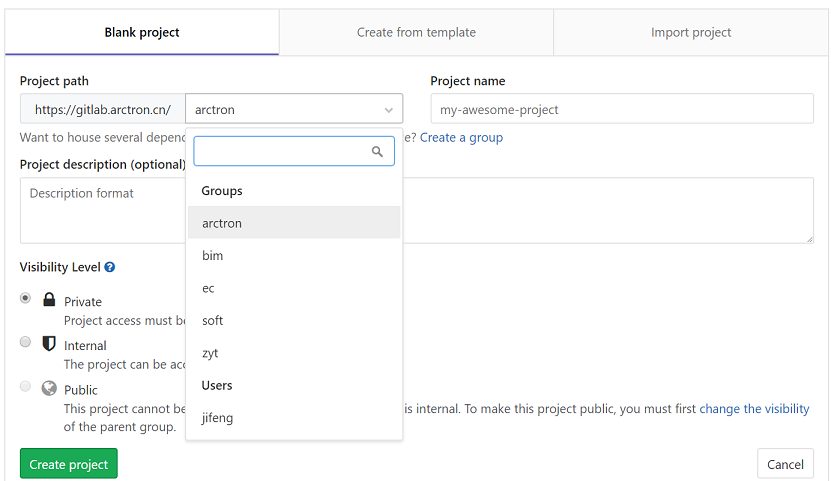 Blank project
Create from template
Import project
Project path
Project name
https://gitlab.arctron.cn/
arctron
my-awesome-project
Want to house several depend
e? Create a group
Project description (optional)
Groups
Description format
arctron
bim
Visibility Level
ec
Private
Project access must be
soft
Internal
The project can be acc
zyt
Users
Public
This project cannot be
is internal. To make this project public, you must first change the visibility
jifeng
of the parent group.
Create project
Cancel